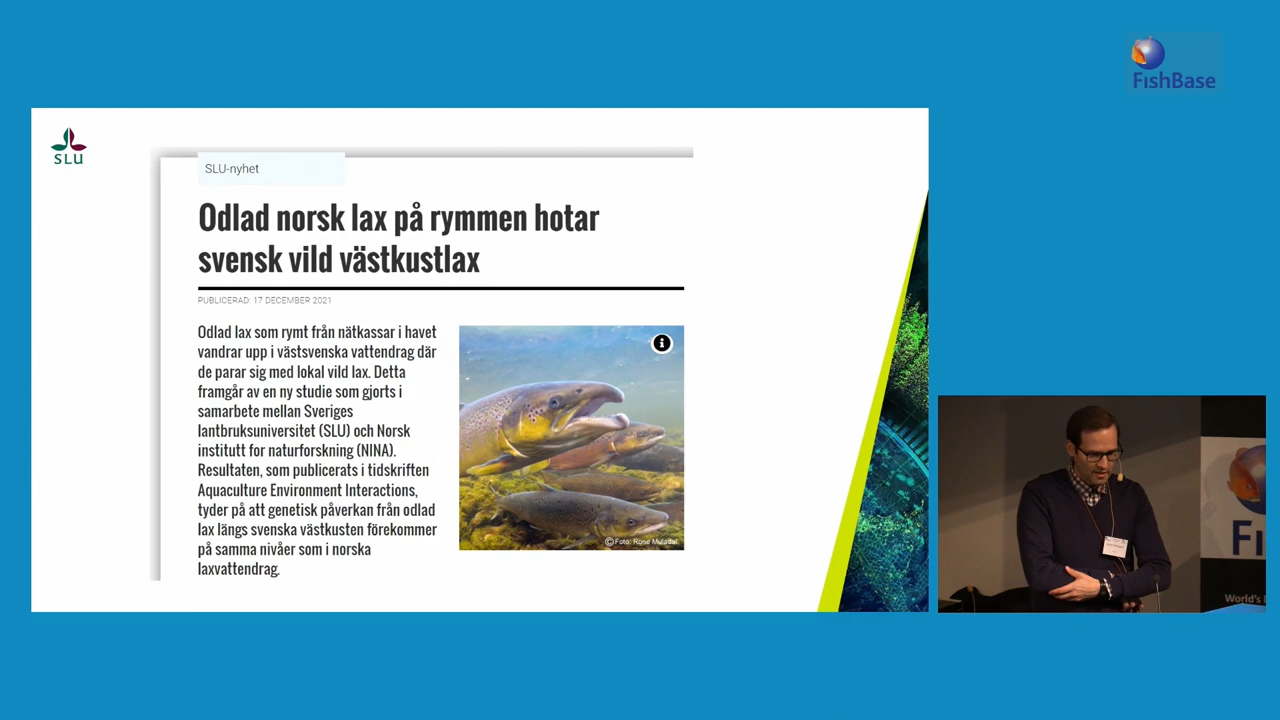 FishBase
SLU
SLU-nyhet
Odlad norsk lax på rymmen hotar
svensk vild västkustlax
PUBLICERAD: 17 DECEMBER 2021
Odlad lax som rymt från nätkassar i havet
vandrar upp i västsvenska vattendrag där
de parar sig med lokal vild lax. Detta
framgår av en ny studie som gjorts i
samarbete mellan Sveriges
lantbruksuniversitet (SLU) och Norsk
institutt for naturforskning (NINA).
Resultaten, som publicerats i tidskriften
Aquaculture Environment Interactions,
tyder på att genetisk påverkan från odlad
lax längs svenska västkusten förekommer
på samma nivåer som i norska
laxvattendrag.
i
©Foto: Rune Muladal
Fi
World's